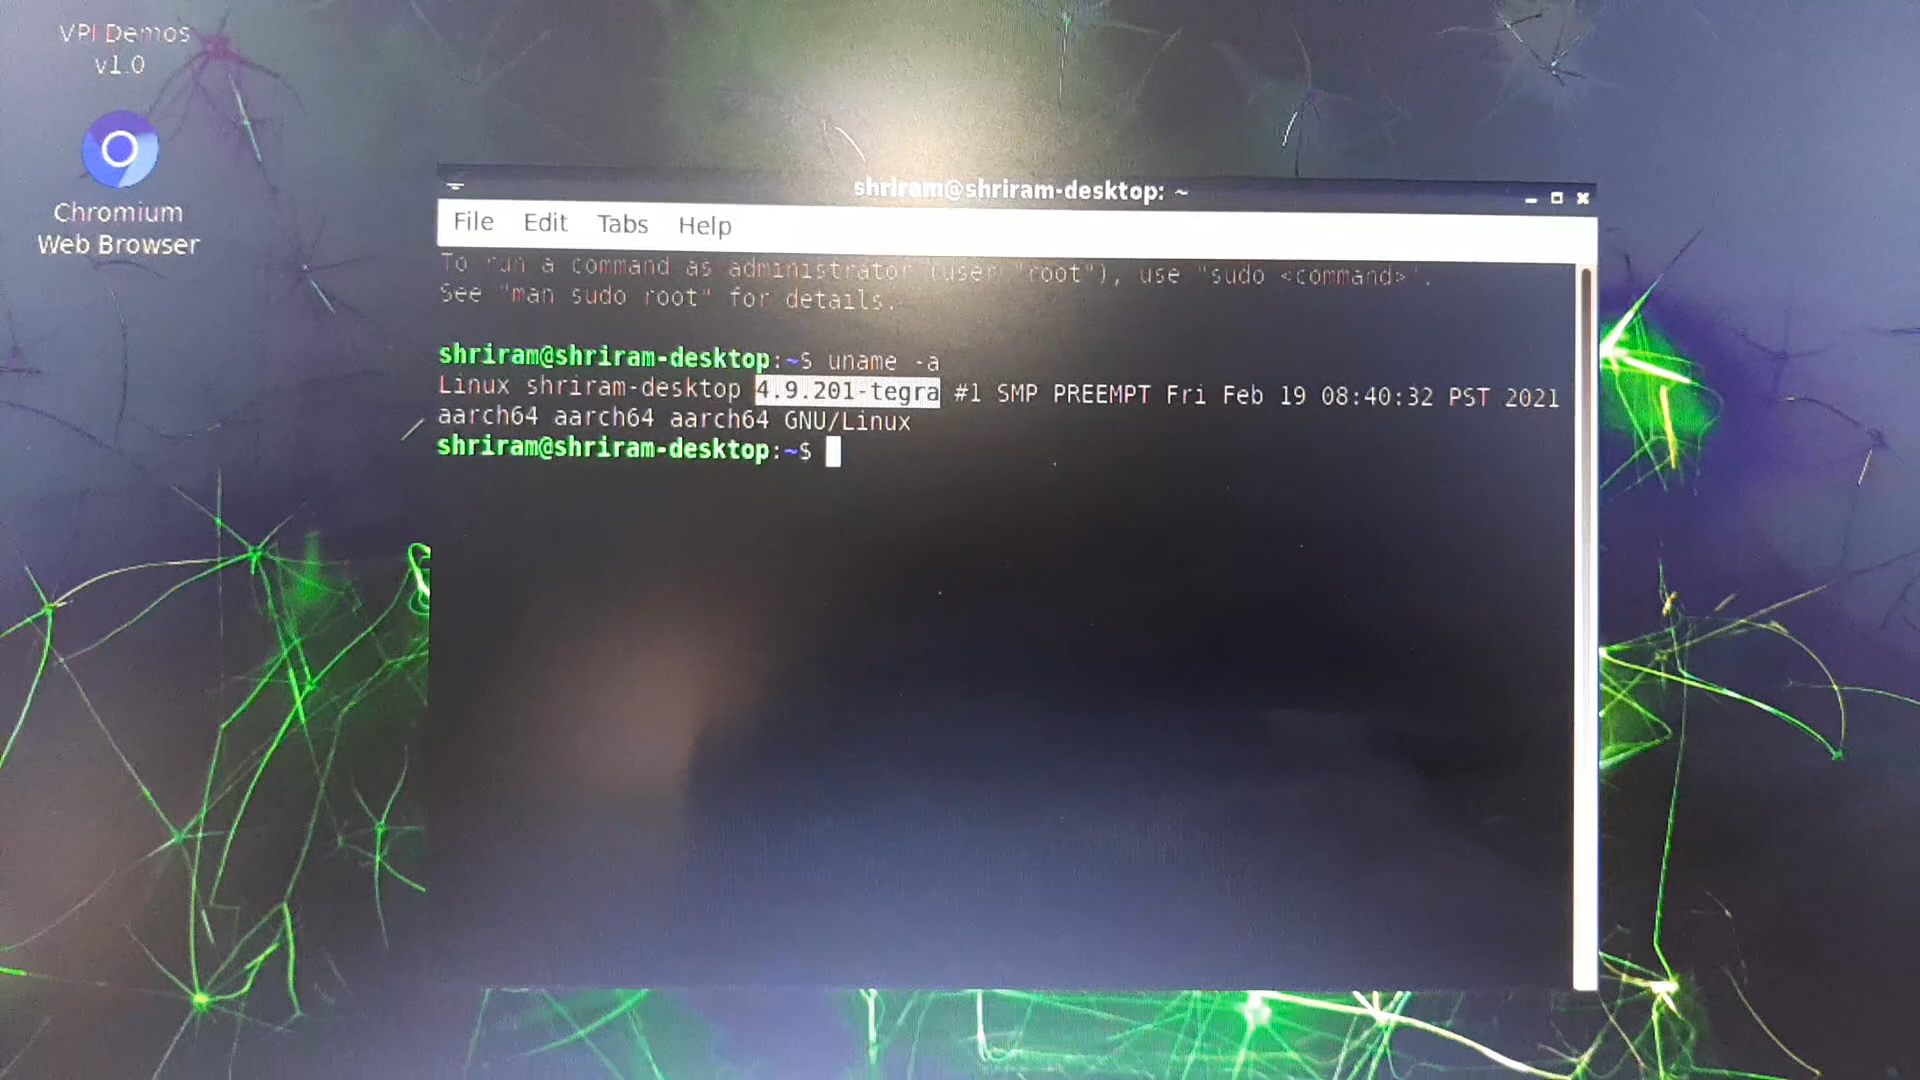 VPI Demos
v1.0
Chromium
Web Browser
shriram@shriram-desktop: ~
File Edit Tabs Help
To run a command as administrator (user "root"), use "sudo <command>".
See "man sudo_root" for details.
shriram@shriram-desktop:~$ uname -a
Linux shriram-desktop 4.9.201-tegra #1 SMP PREEMPT Fri Feb 19 08:40:32 PST 2021
aarch64 aarch64 aarch64 GNU/Linux
shriram@shriram-desktop:~$